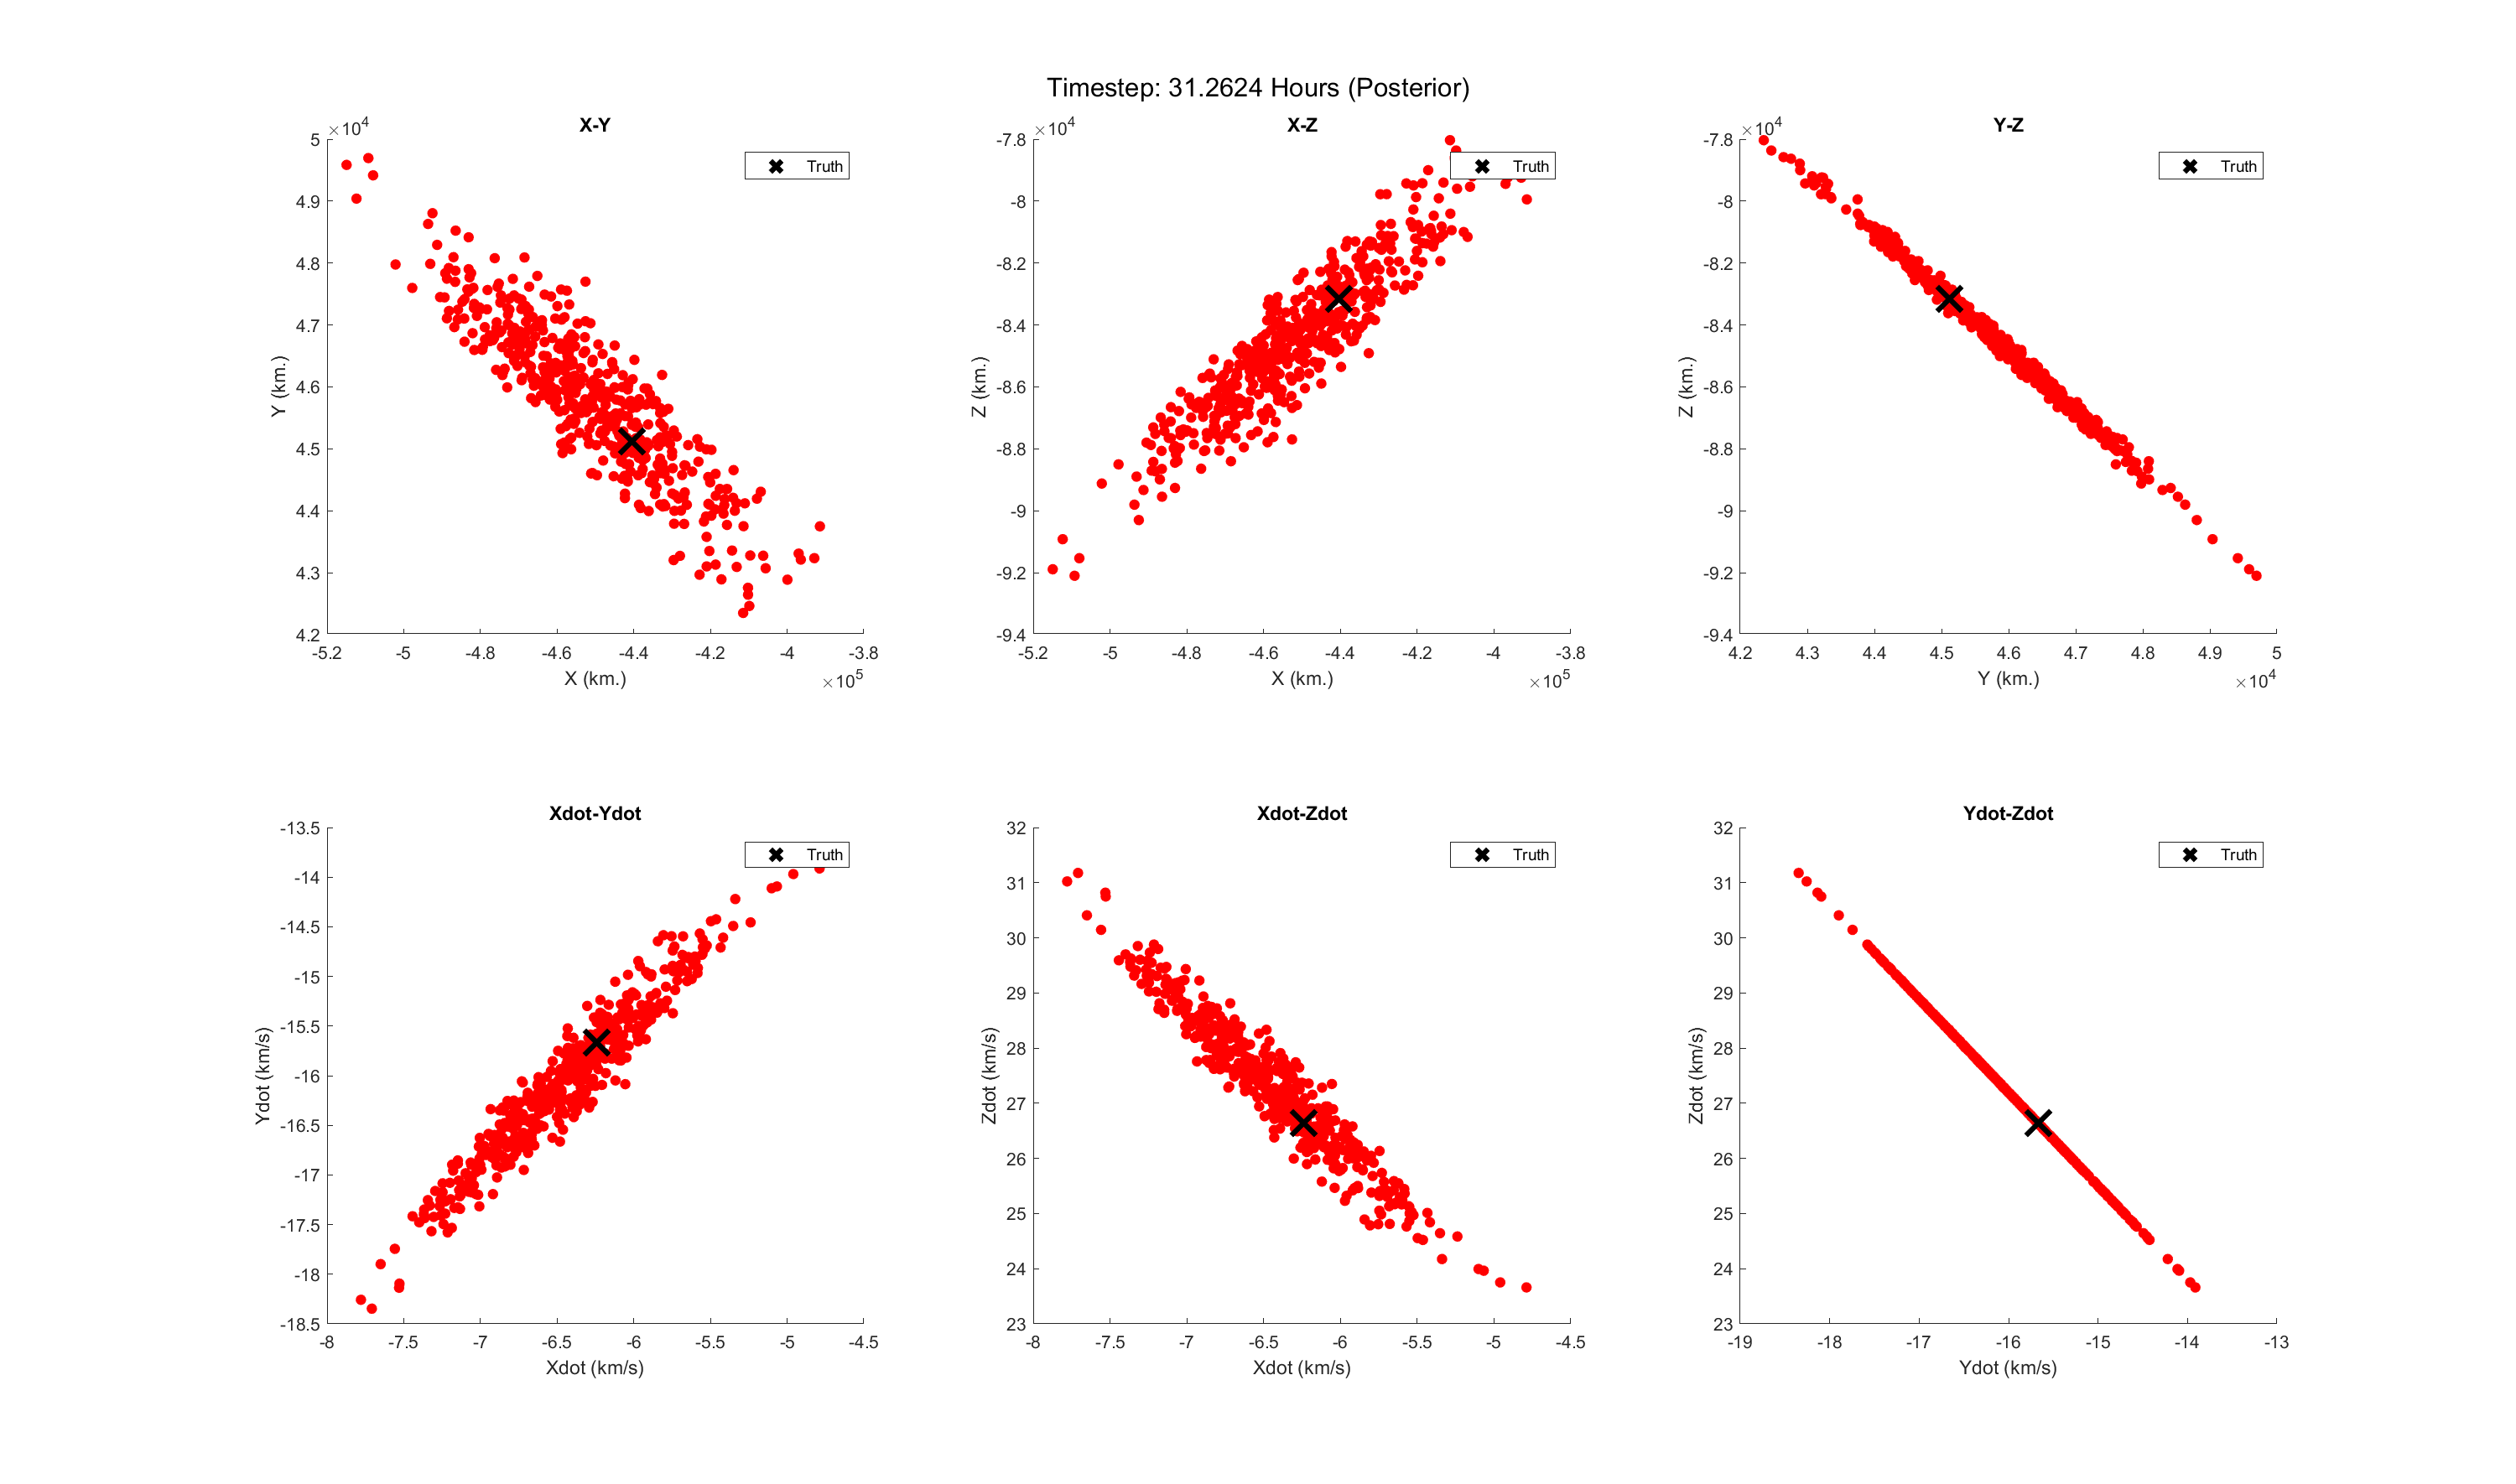 Timestep: 31.2624 Hours (Posterior)
X-Y
×10^4
Truth
5
4.9
4.8
4.7
4.6
4.5
4.4
4.3
4.2
Y (km.)
-5.2 -5 -4.8 -4.6 -4.4 -4.2 -4 -3.8
X (km.)
×10^5
X-Z
×10^4
Truth
-7.8
-8
-8.2
-8.4
-8.6
-8.8
-9
-9.2
-9.4
Z (km.)
-5.2 -5 -4.8 -4.6 -4.4 -4.2 -4 -3.8
X (km.)
×10^5
Y-Z
×10^4
Truth
-7.8
-8
-8.2
-8.4
-8.6
-8.8
-9
-9.2
-9.4
Z (km.)
4.2 4.3 4.4 4.5 4.6 4.7 4.8 4.9 5
Y (km.)
×10^4
Xdot-Ydot
Truth
-13.5
-14
-14.5
-15
-15.5
-16
-16.5
-17
-17.5
-18
-18.5
Ydot (km/s)
-8 -7.5 -7 -6.5 -6 -5.5 -5 -4.5
Xdot (km/s)
Xdot-Zdot
Truth
32
31
30
29
28
27
26
25
24
23
Zdot (km/s)
-8 -7.5 -7 -6.5 -6 -5.5 -5 -4.5
Xdot (km/s)
Ydot-Zdot
Truth
32
31
30
29
28
27
26
25
24
23
Zdot (km/s)
-19 -18 -17 -16 -15 -14 -13
Ydot (km/s)